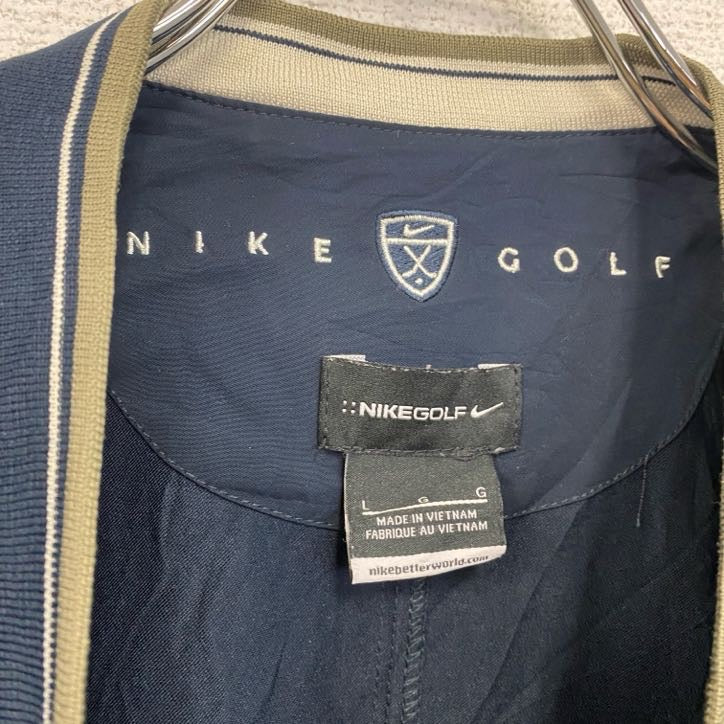 NIKE GOLF
::NIKEGOLF
L G G
MADE IN VIETNAM
FABRIQUE AU VIETNAM
nikebetterworld.com